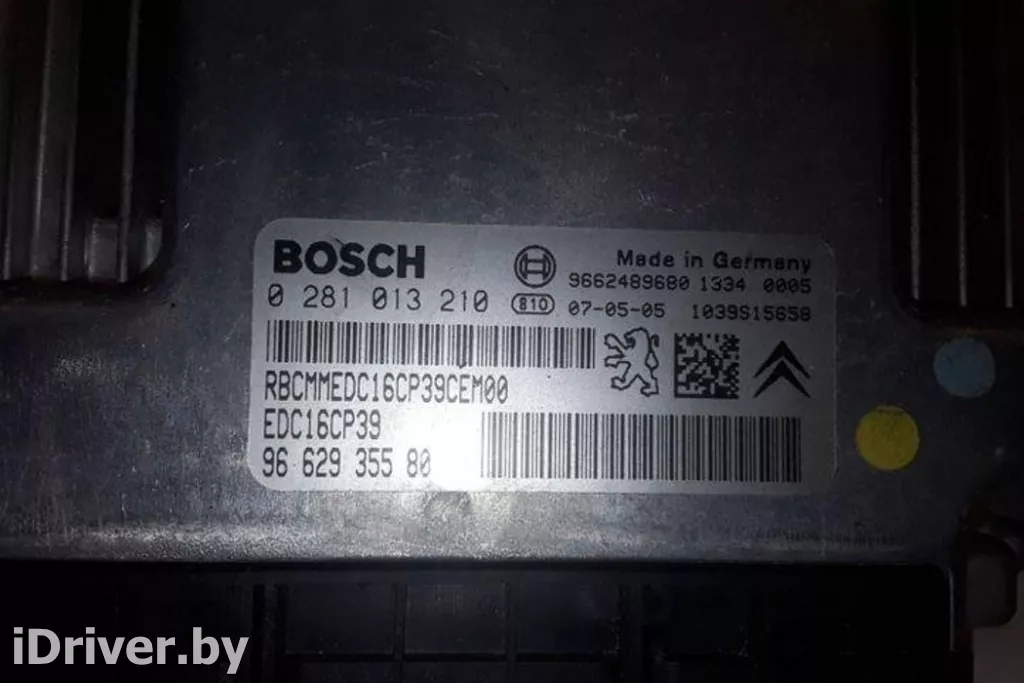 BOSCH
Made in Germany
9662489680 1334 0005
0 281 013 210 810 07-05-05 1039S15658
RBCMMEDC16CP39CEM00
EDC16CP39
96 629 355 80
iDriver.by